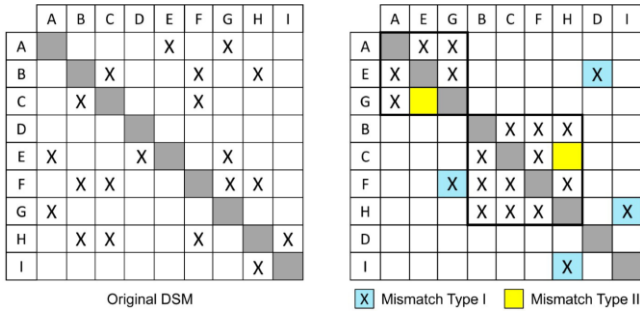 A B C D E F G H I
A X X
B X X X
C X X
D
E X X X
F X X X X
G X
H X X X X
I X
Original DSM
A E G B C F H D I
A X X
E X X X
G X
B X X X
C X X
F X X X X
H X X X X
D
I X
X Mismatch Type I Mismatch Type II